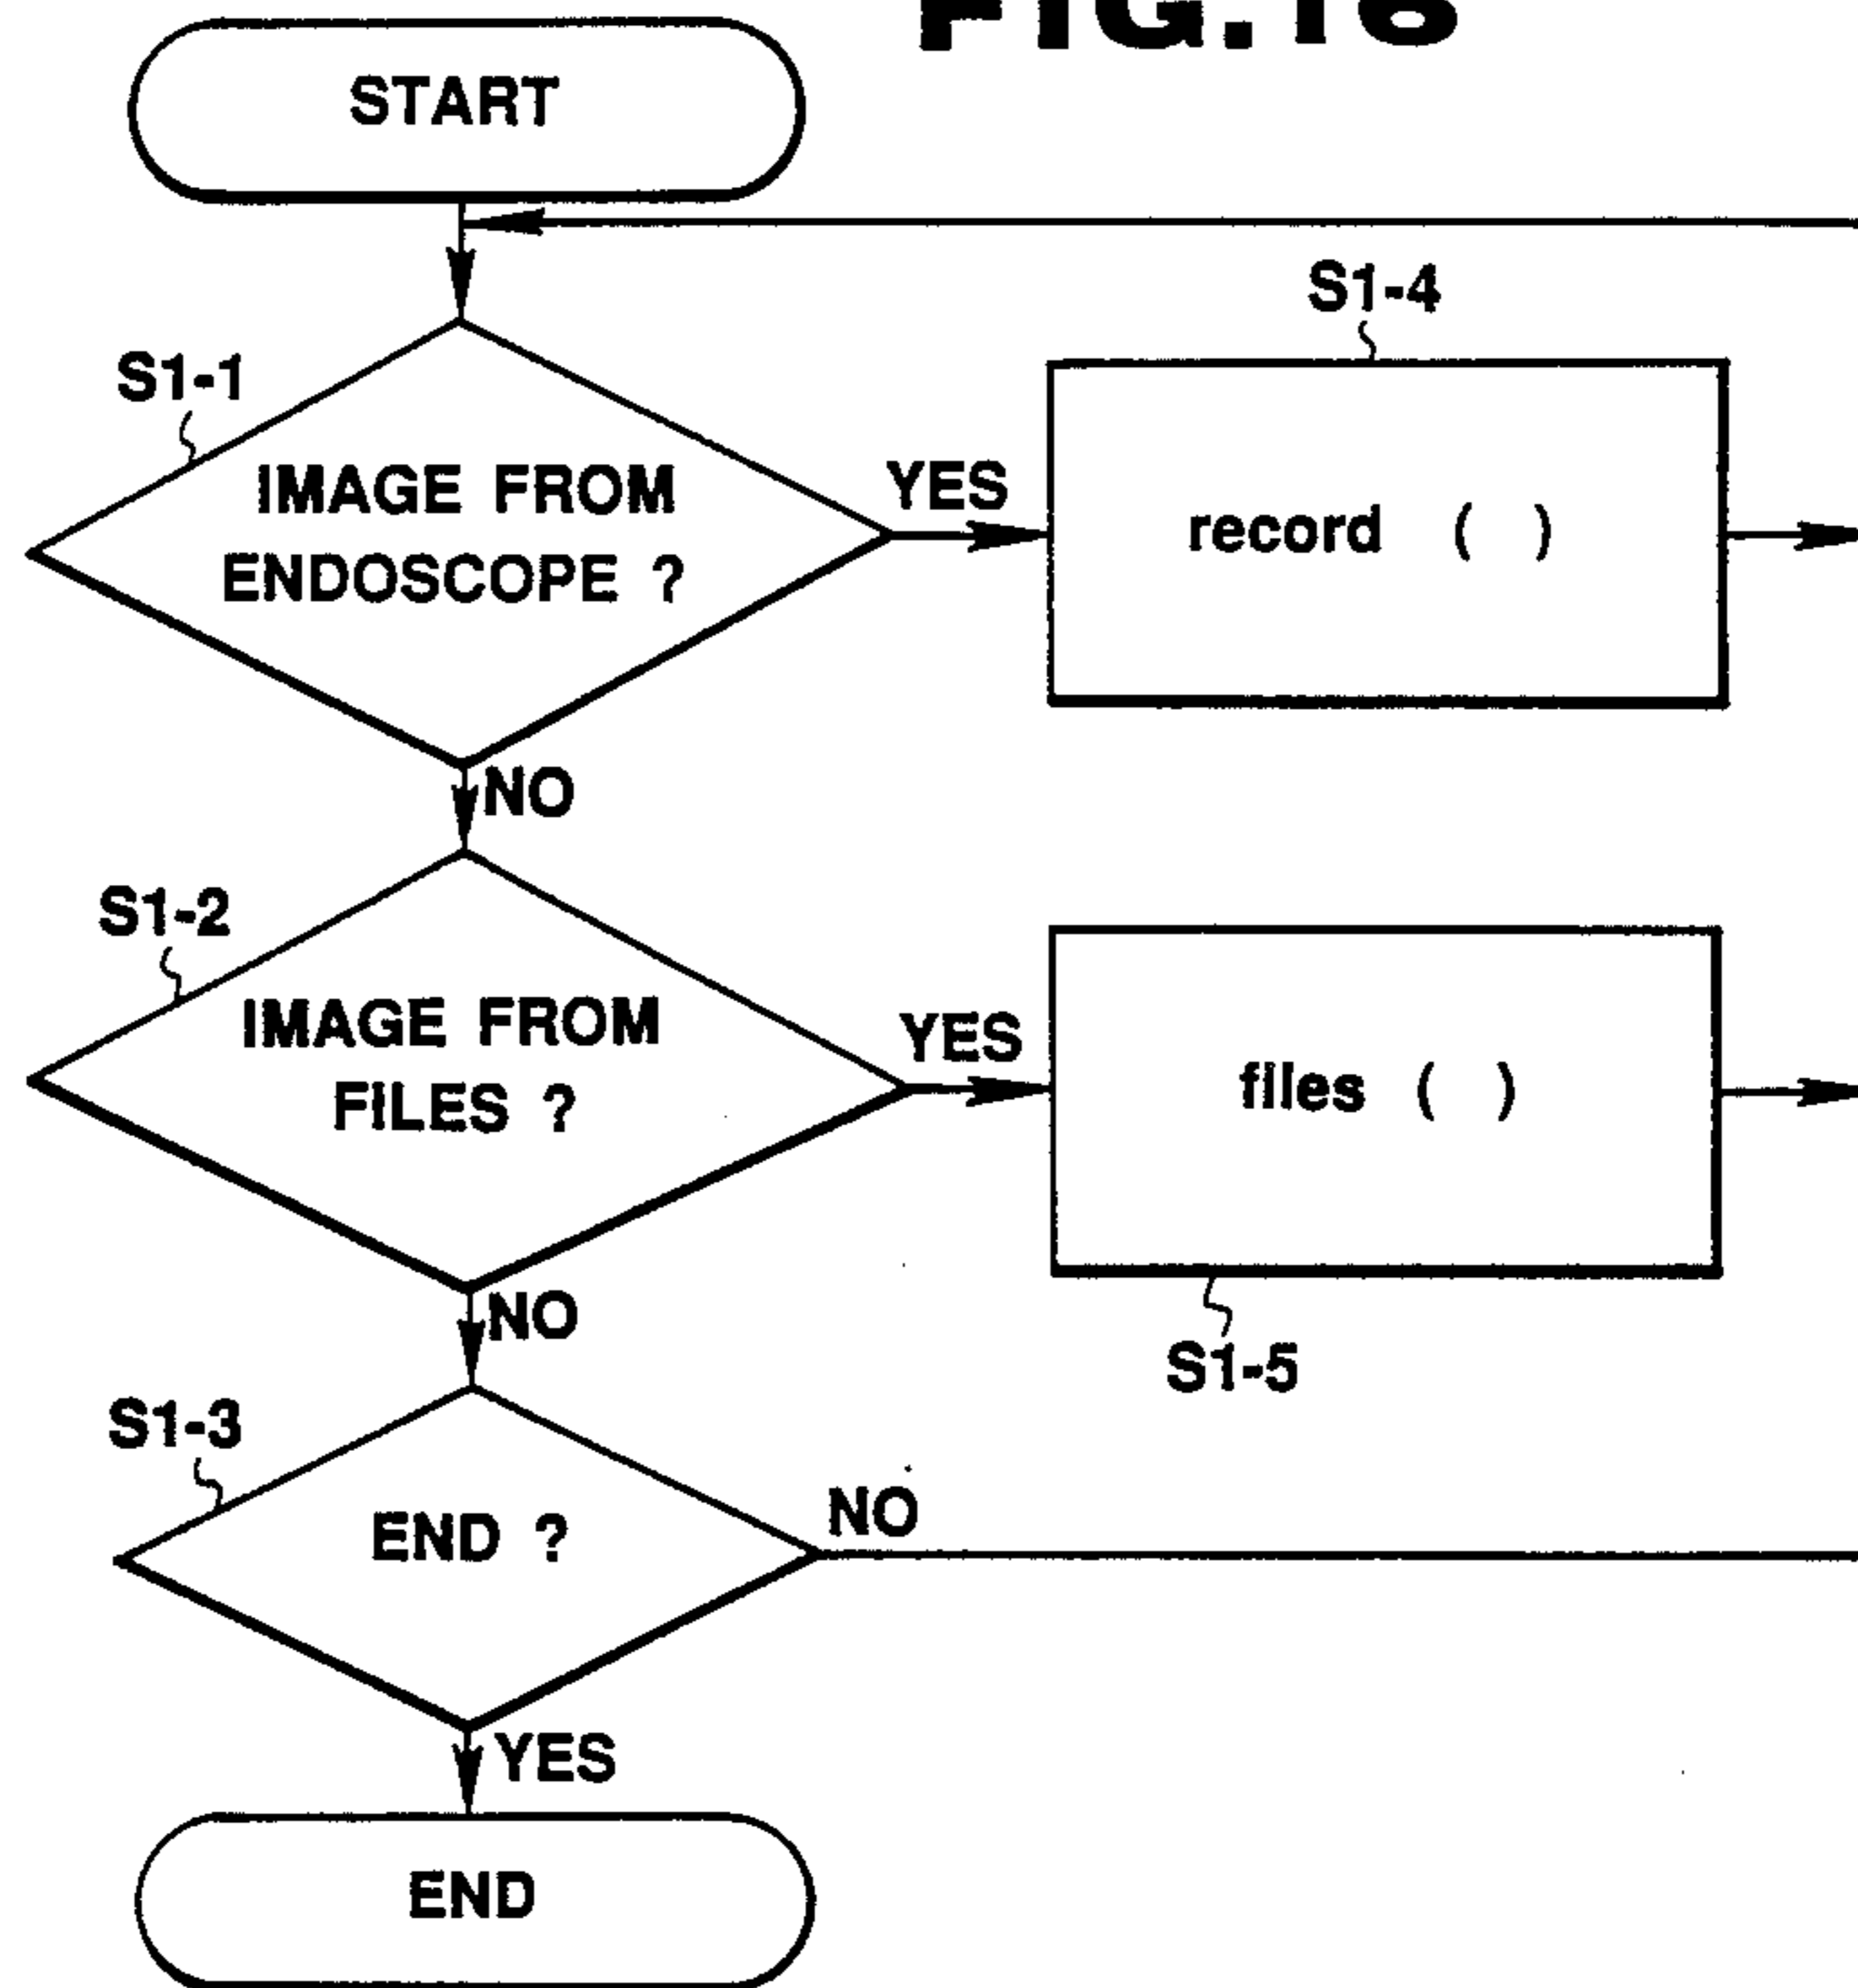 FIG.16
START
S1-4
S1-1
IMAGE FROM
ENDOSCOPE ?
YES
record ( )
NO
S1-2
IMAGE FROM
FILES ?
YES
files ( )
NO
S1-5
S1-3
END ?
NO
YES
END